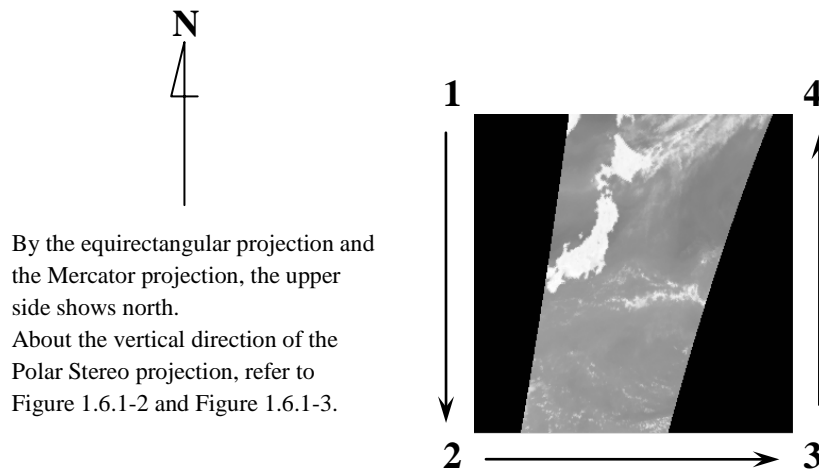 N
1
4
By the equirectangular projection and
the Mercator projection, the upper
side shows north.
About the vertical direction of the
Polar Stereo projection, refer to
Figure 1.6.1-2 and Figure 1.6.1-3.
2
3